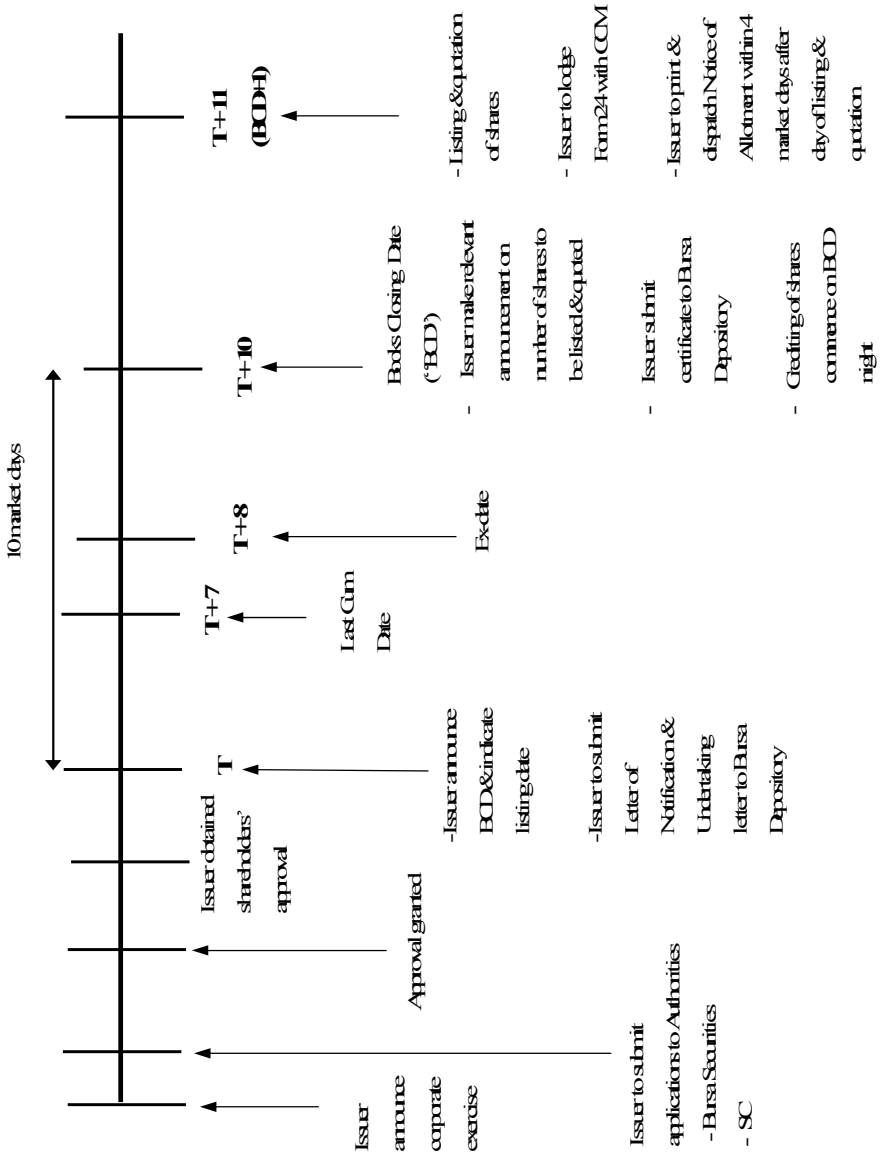 10 market days
T
T+7
T+8
T+10
T+11
(BCD+1)
Issuer
announce
corporate
exercise
Issuer to submit
applications to Authorities
- Bursa Securities
- SC
Approval granted
Issuer obtained
shareholders’
approval
-Issuer announce
BCD & indicate
listing date
-Issuer to submit
Letter of
Notification &
Undertaking
letter to Bursa
Depository
Last Cum
Date
Ex-date
Books Closing Date
(“BCD”)
- Issuer make relevant
announcement on
number of shares to
be listed & quoted
- Issuer submit
certificate to Bursa
Depository
- Crediting of shares
commence on BCD
night
- Listing & quotation
of shares
- Issuer to lodge
Form 24 with CCM
- Issuer to print &
dispatch Notice of
Allotment within 4
market days after
day of listing &
quotation